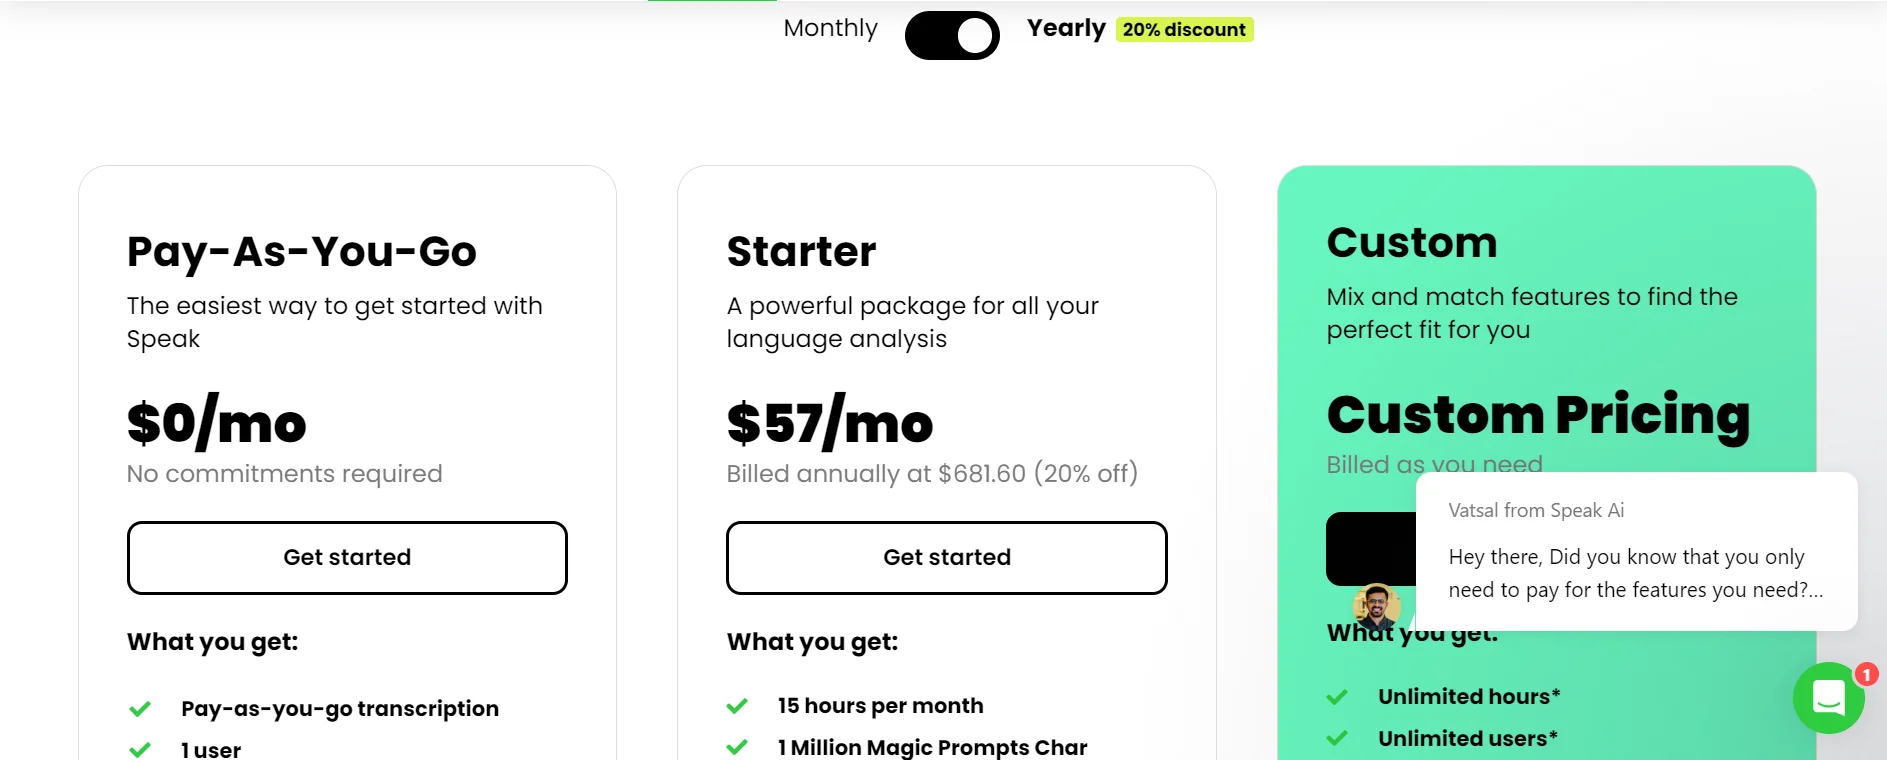 Monthly
Yearly
20% discount
Pay-As-You-Go
The easiest way to get started with
Speak
$0/mo
No commitments required
Get started
What you get:
Pay-as-you-go transcription
1 user
Starter
A powerful package for all your
language analysis
$57/mo
Billed annually at $681.60 (20% off)
Get started
What you get:
15 hours per month
1 Million Magic Prompts Char
Custom
Mix and match features to find the
perfect fit for you
Custom Pricing
Billed as you need
Vatsal from Speak Ai
Hey there, Did you know that you only
need to pay for the features you need?...
What you get:
Unlimited hours*
Unlimited users*
1